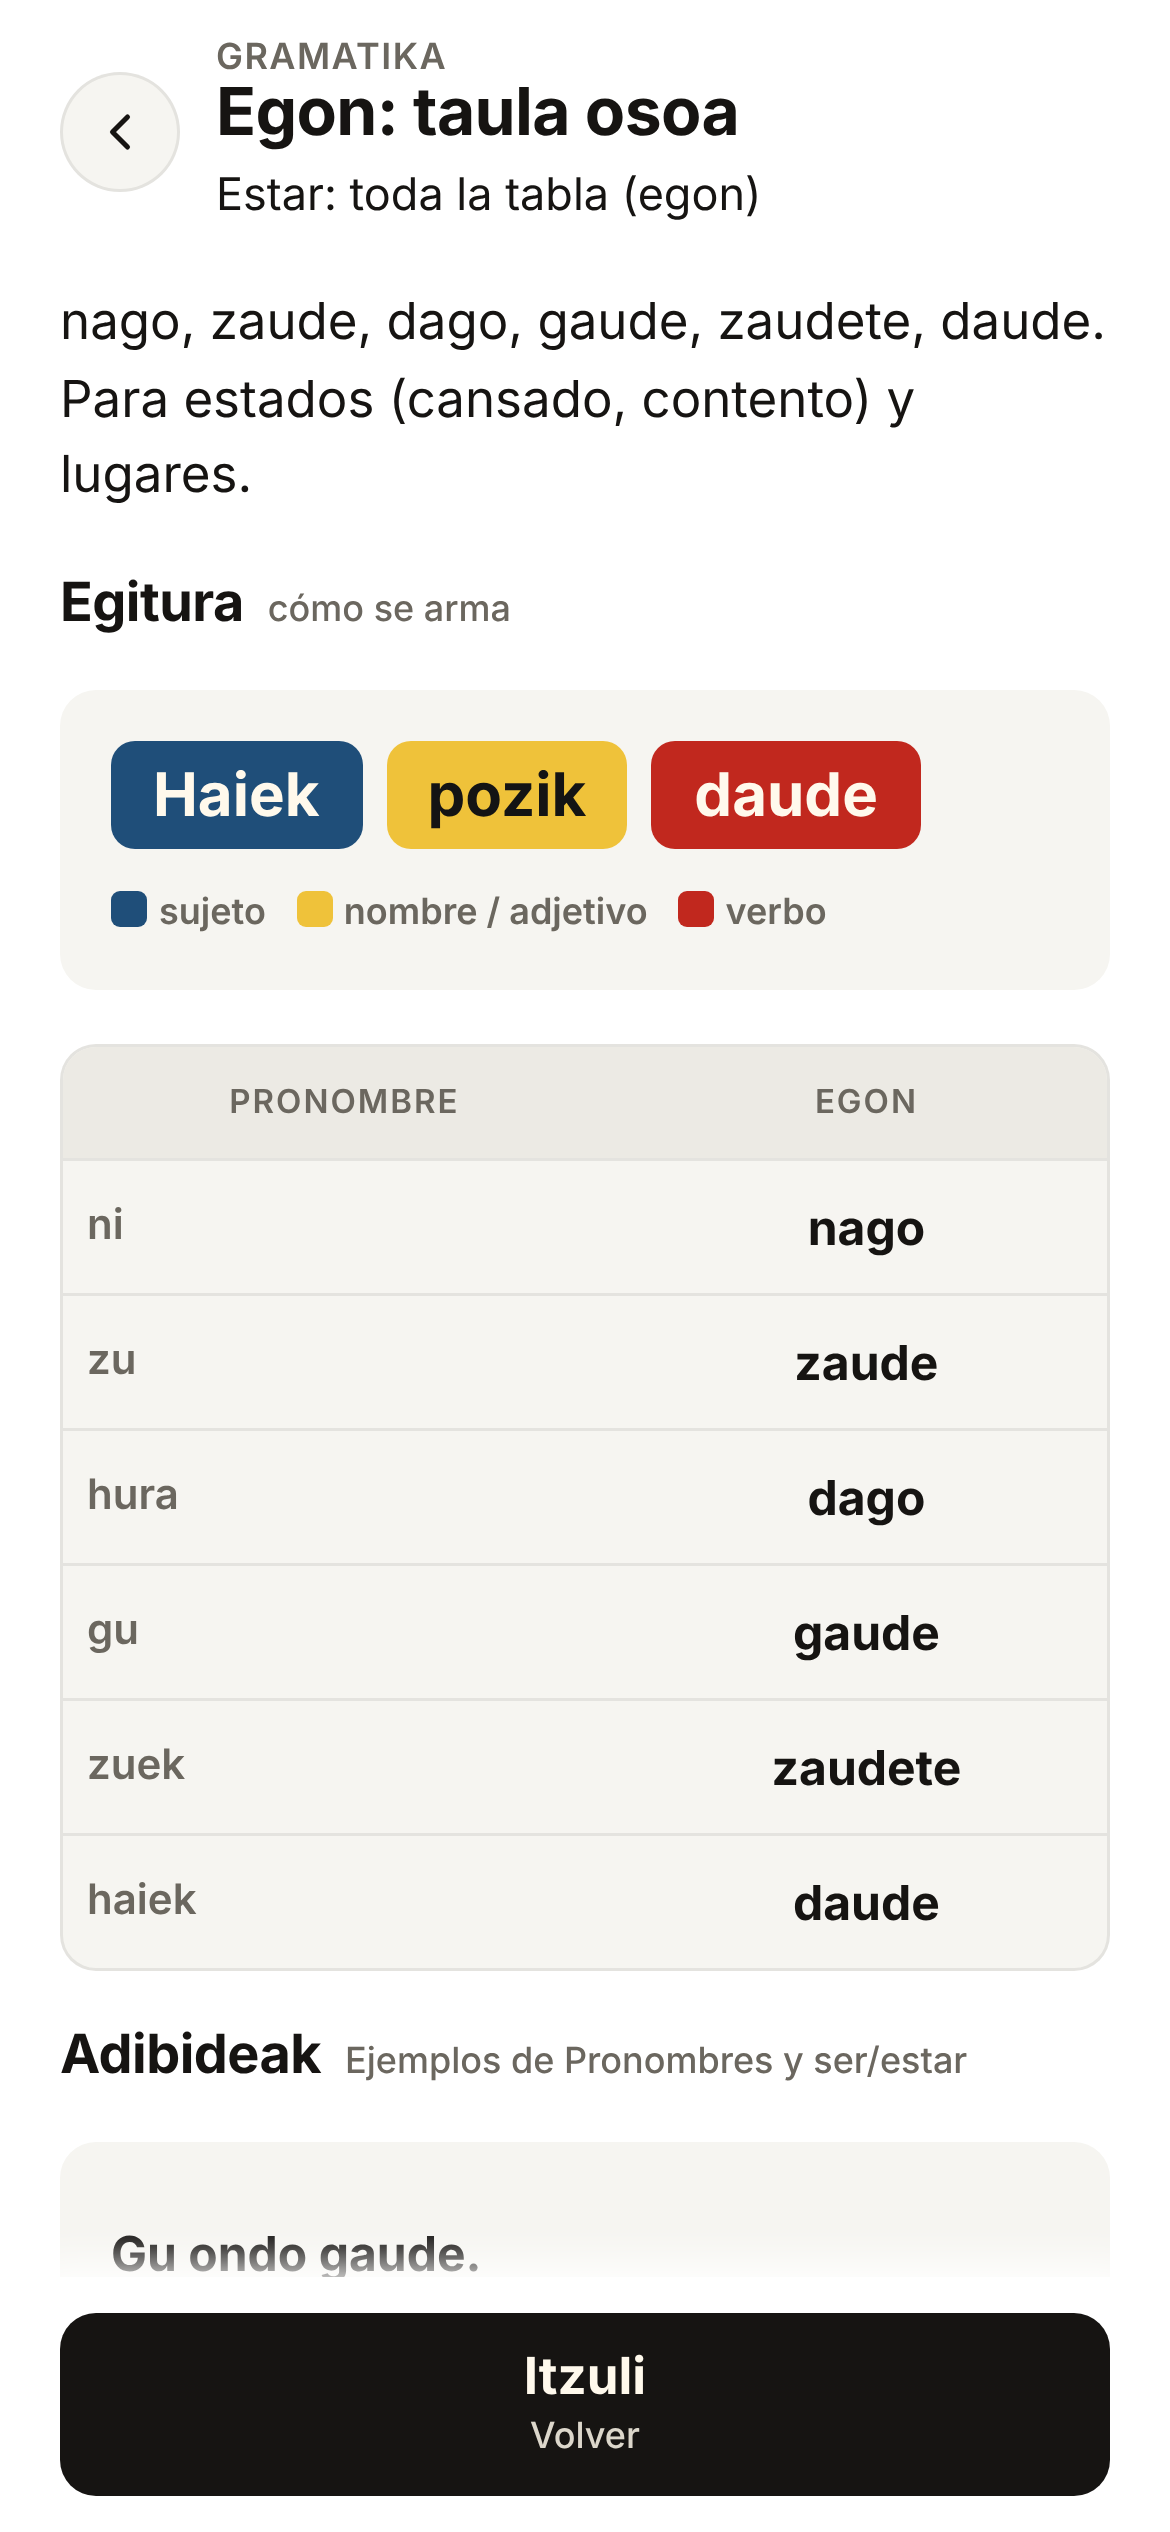 GRAMATIKA
Egon: taula osoa
Estar: toda la tabla (egon)
nago, zaude, dago, gaude, zaudete, daude.
Para estados (cansado, contento) y
lugares.
Egitura cómo se arma
Haiek pozik daude
sujeto nombre / adjetivo verbo
PRONOMBRE EGON
ni nago
zu zaude
hura dago
gu gaude
zuek zaudete
haiek daude
Adibideak Ejemplos de Pronombres y ser/estar
Gu ondo gaude.
Itzuli
Volver